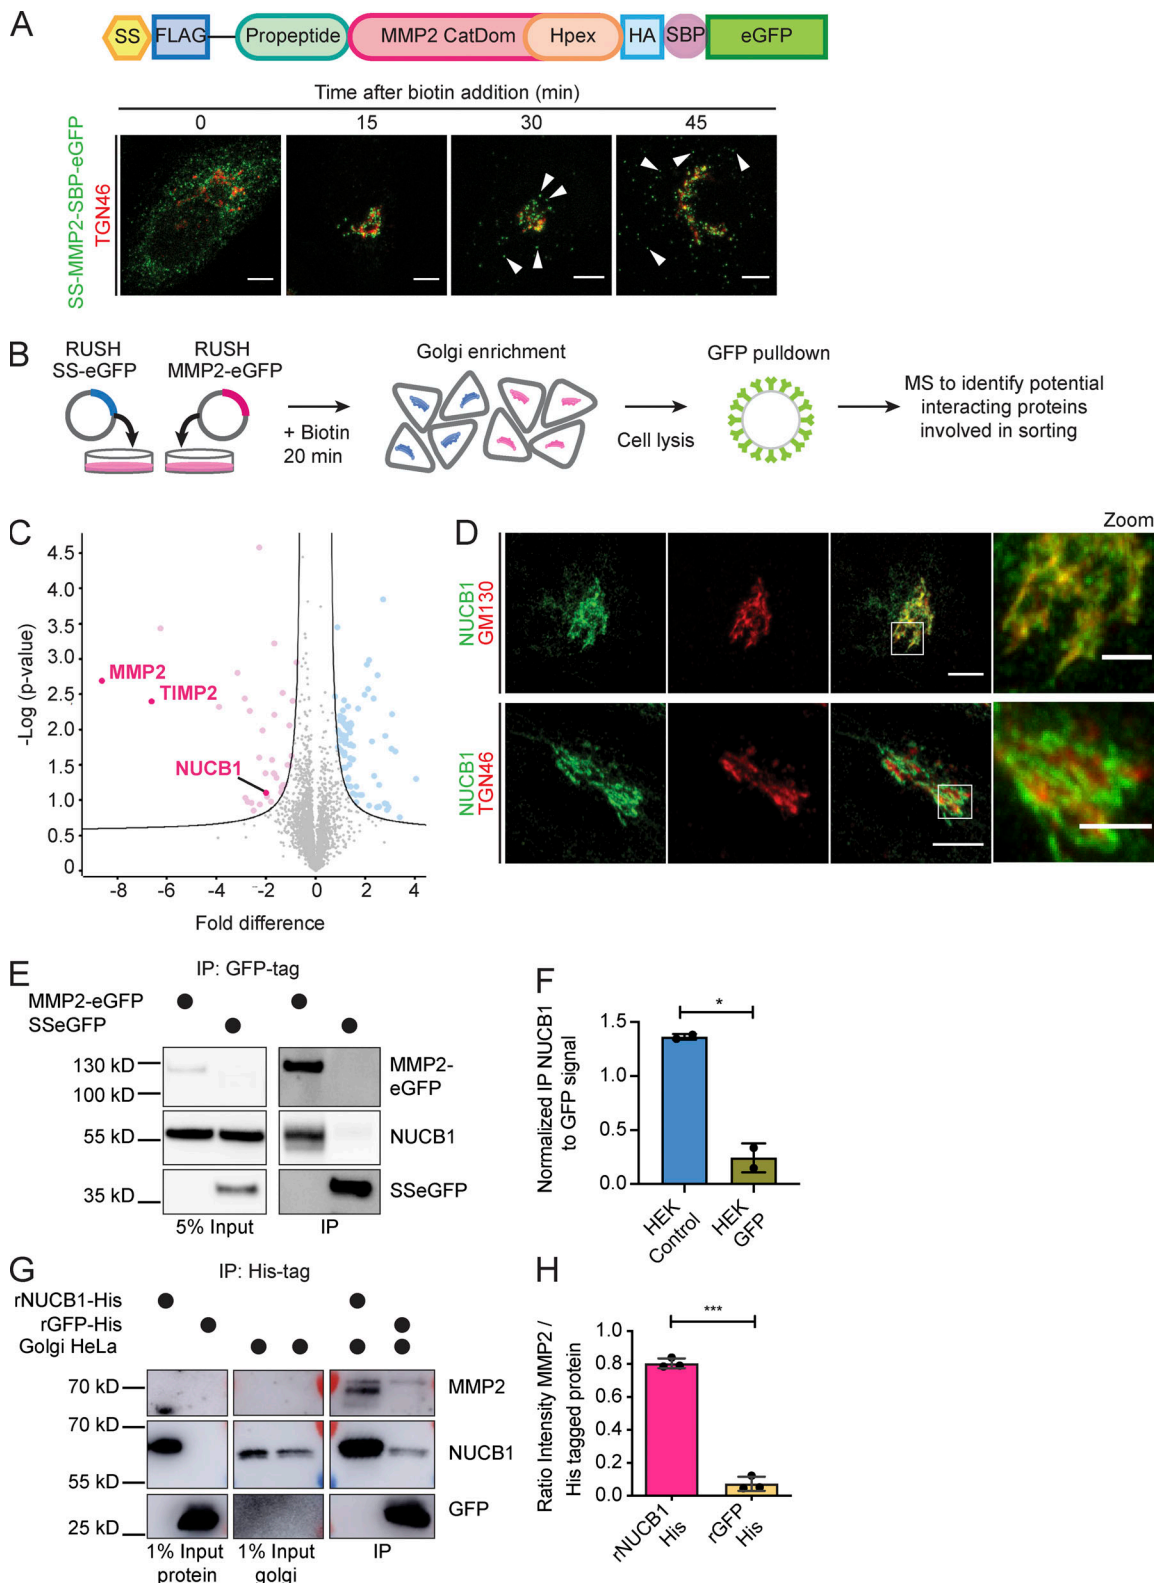 A
SS FLAG Propeptide MMP2 CatDom Hpex HA SBP eGFP
Time after biotin addition (min)
0 15 30 45
SS-MMP2-SBP-eGFP
TGN46
B
RUSH
SS-eGFP
RUSH
MMP2-eGFP
+ Biotin
20 min
Golgi enrichment
Cell lysis
GFP pulldown
MS to identify potential
interacting proteins
involved in sorting
C
-Log (p-value)
4.5
3.5
3.0
2.5
2.0
1.5
1.0
0.5
0
MMP2
TIMP2
NUCB1
-8 -6 -4 -2 0 2 4
Fold difference
D
Zoom
NUCB1
GM130
NUCB1
TGN46
E
IP: GFP-tag
MMP2-eGFP
SSeGFP
130 kD
100 kD
MMP2-
eGFP
55 kD
NUCB1
35 kD
SSeGFP
5% Input IP
F
Normalized IP NUCB1
to GFP signal
*
1.5
1.0
0.5
0.0
HEK
Control
HEK
GFP
G
IP: His-tag
rNUCB1-His
rGFP-His
Golgi HeLa
70 kD
MMP2
70 kD
NUCB1
55 kD
GFP
25 kD
1% Input
protein
1% Input
golgi
IP
H
Ratio Intensity MMP2 /
His tagged protein
***
1.0
0.8
0.6
0.4
0.2
0.0
rNUCB1
His
rGFP
His